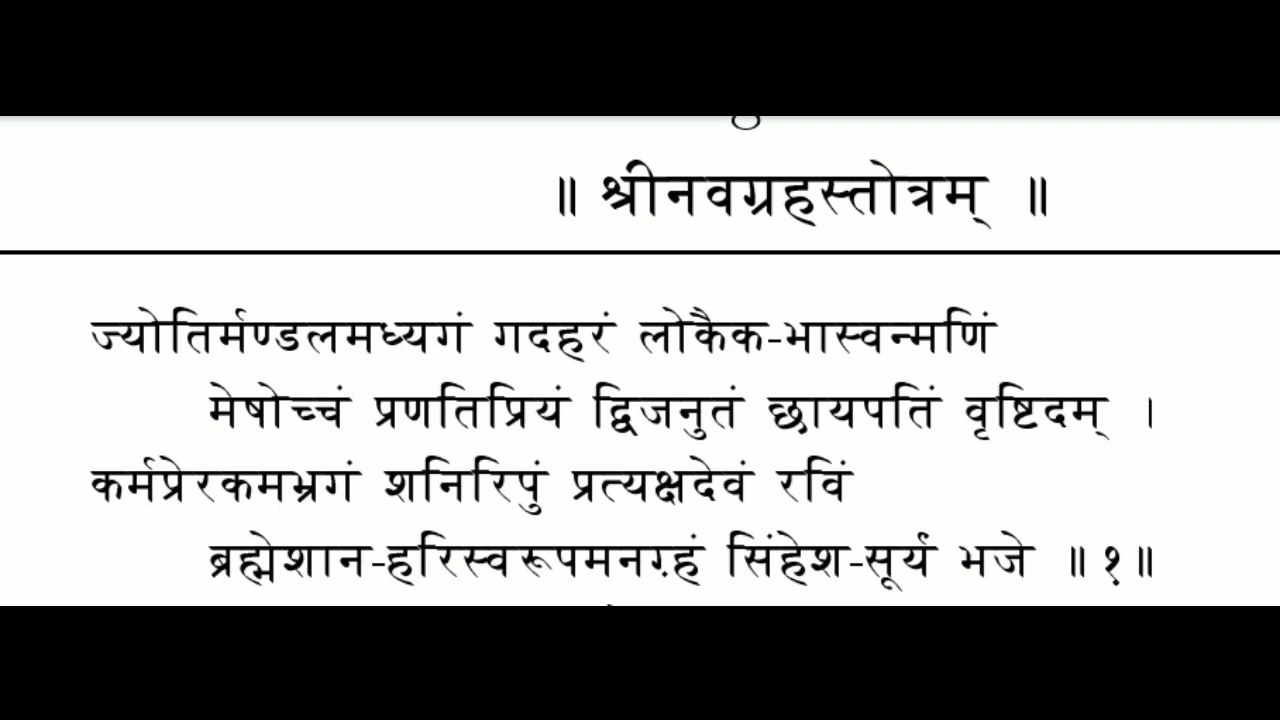 ॥ श्रीनवग्रहस्तोत्रम् ॥
ज्योतिर्मण्डलमध्यगं गदहरं लोकैक-भास्वन्मणिं
मेषोच्चं प्रणतिप्रियं द्विजनुतं छायपतिं वृष्टिदम् ।
कर्मप्रेरकमभ्रगं शनिरिपुं प्रत्यक्षदेवं रविं
ब्रह्मेशान-हरिस्वरूपमनग़्हं सिंहेश-सूर्यं भजे ॥ १॥